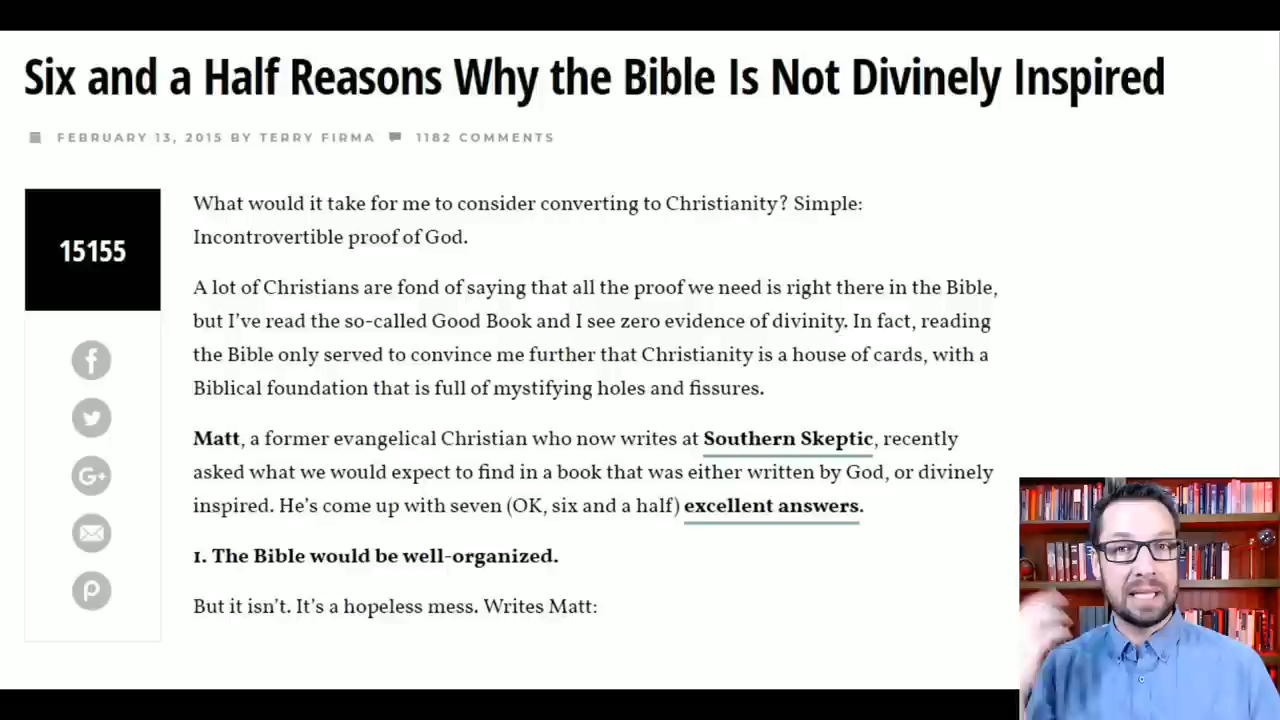 Six and a Half Reasons Why the Bible Is Not Divinely Inspired
FEBRUARY 13, 2015 BY TERRY FIRMA 1182 COMMENTS
15155
What would it take for me to consider converting to Christianity? Simple:
Incontrovertible proof of God.
A lot of Christians are fond of saying that all the proof we need is right there in the Bible,
but I’ve read the so-called Good Book and I see zero evidence of divinity. In fact, reading
the Bible only served to convince me further that Christianity is a house of cards, with a
Biblical foundation that is full of mystifying holes and fissures.
Matt, a former evangelical Christian who now writes at Southern Skeptic, recently
asked what we would expect to find in a book that was either written by God, or divinely
inspired. He’s come up with seven (OK, six and a half) excellent answers.
1. The Bible would be well-organized.
But it isn’t. It’s a hopeless mess. Writes Matt: